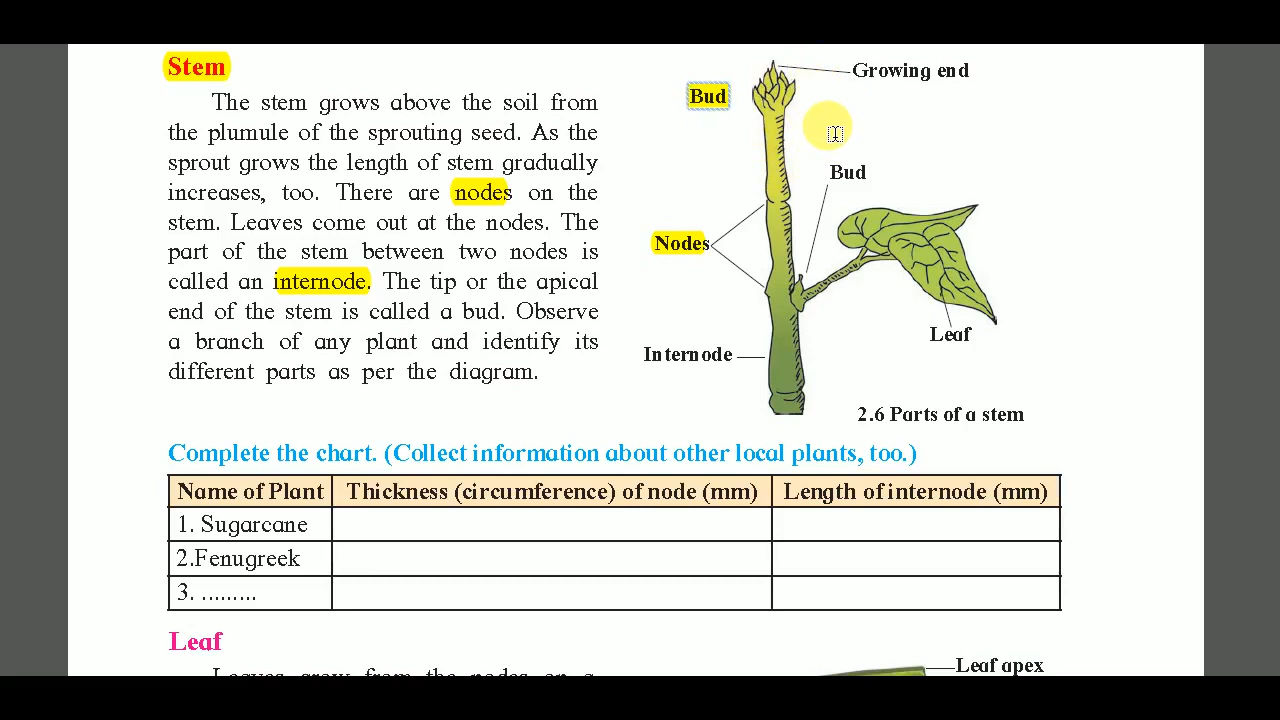 Stem
The stem grows above the soil from
the plumule of the sprouting seed. As the
sprout grows the length of stem gradually
increases, too. There are nodes on the
stem. Leaves come out at the nodes. The
part of the stem between two nodes is
called an internode. The tip or the apical
end of the stem is called a bud. Observe
a branch of any plant and identify its
different parts as per the diagram.
Growing end
Bud
Bud
Nodes
Leaf
Internode
2.6 Parts of a stem
Complete the chart. (Collect information about other local plants, too.)
Name of Plant Thickness (circumference) of node (mm) Length of internode (mm)
1. Sugarcane
2.Fenugreek
3. .........
Leaf
Leaves grow from the nodes on a
Leaf apex